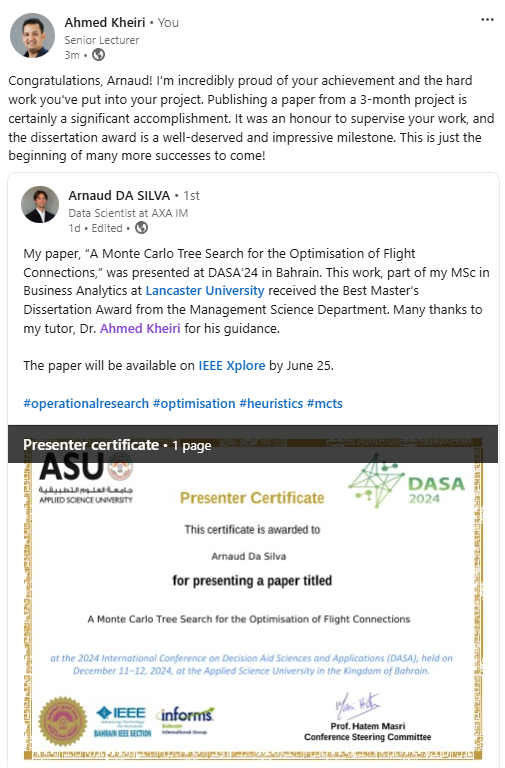 Ahmed Kheiri • You
Senior Lecturer
3m •
Congratulations, Arnaud! I'm incredibly proud of your achievement and the hard
work you've put into your project. Publishing a paper from a 3-month project is
certainly a significant accomplishment. It was an honour to supervise your work, and
the dissertation award is a well-deserved and impressive milestone. This is just the
beginning of many more successes to come!
Arnaud DA SILVA • 1st
Data Scientist at AXA IM
1d • Edited •
My paper, “A Monte Carlo Tree Search for the Optimisation of Flight
Connections,” was presented at DASA’24 in Bahrain. This work, part of my MSc in
Business Analytics at Lancaster University received the Best Master’s
Dissertation Award from the Management Science Department. Many thanks to
my tutor, Dr. Ahmed Kheiri for his guidance.
The paper will be available on IEEE Xplore by June 25.
#operationalresearch #optimisation #heuristics #mcts
Presenter certificate • 1 page
ASU
جامعة العلوم التطبيقية
APPLIED SCIENCE UNIVERSITY
DASA
2024
Presenter Certificate
This certificate is awarded to
Arnaud Da Silva
for presenting a paper titled
A Monte Carlo Tree Search for the Optimisation of Flight Connections
at the 2024 International Conference on Decision Aid Sciences and Applications (DASA), held on
December 11–12, 2024, at the Applied Science University in the Kingdom of Bahrain.
IEEE
BAHRAIN IEEE SECTION
informs
Bahrain
International Group
Prof. Hatem Masri
Conference Steering Committee